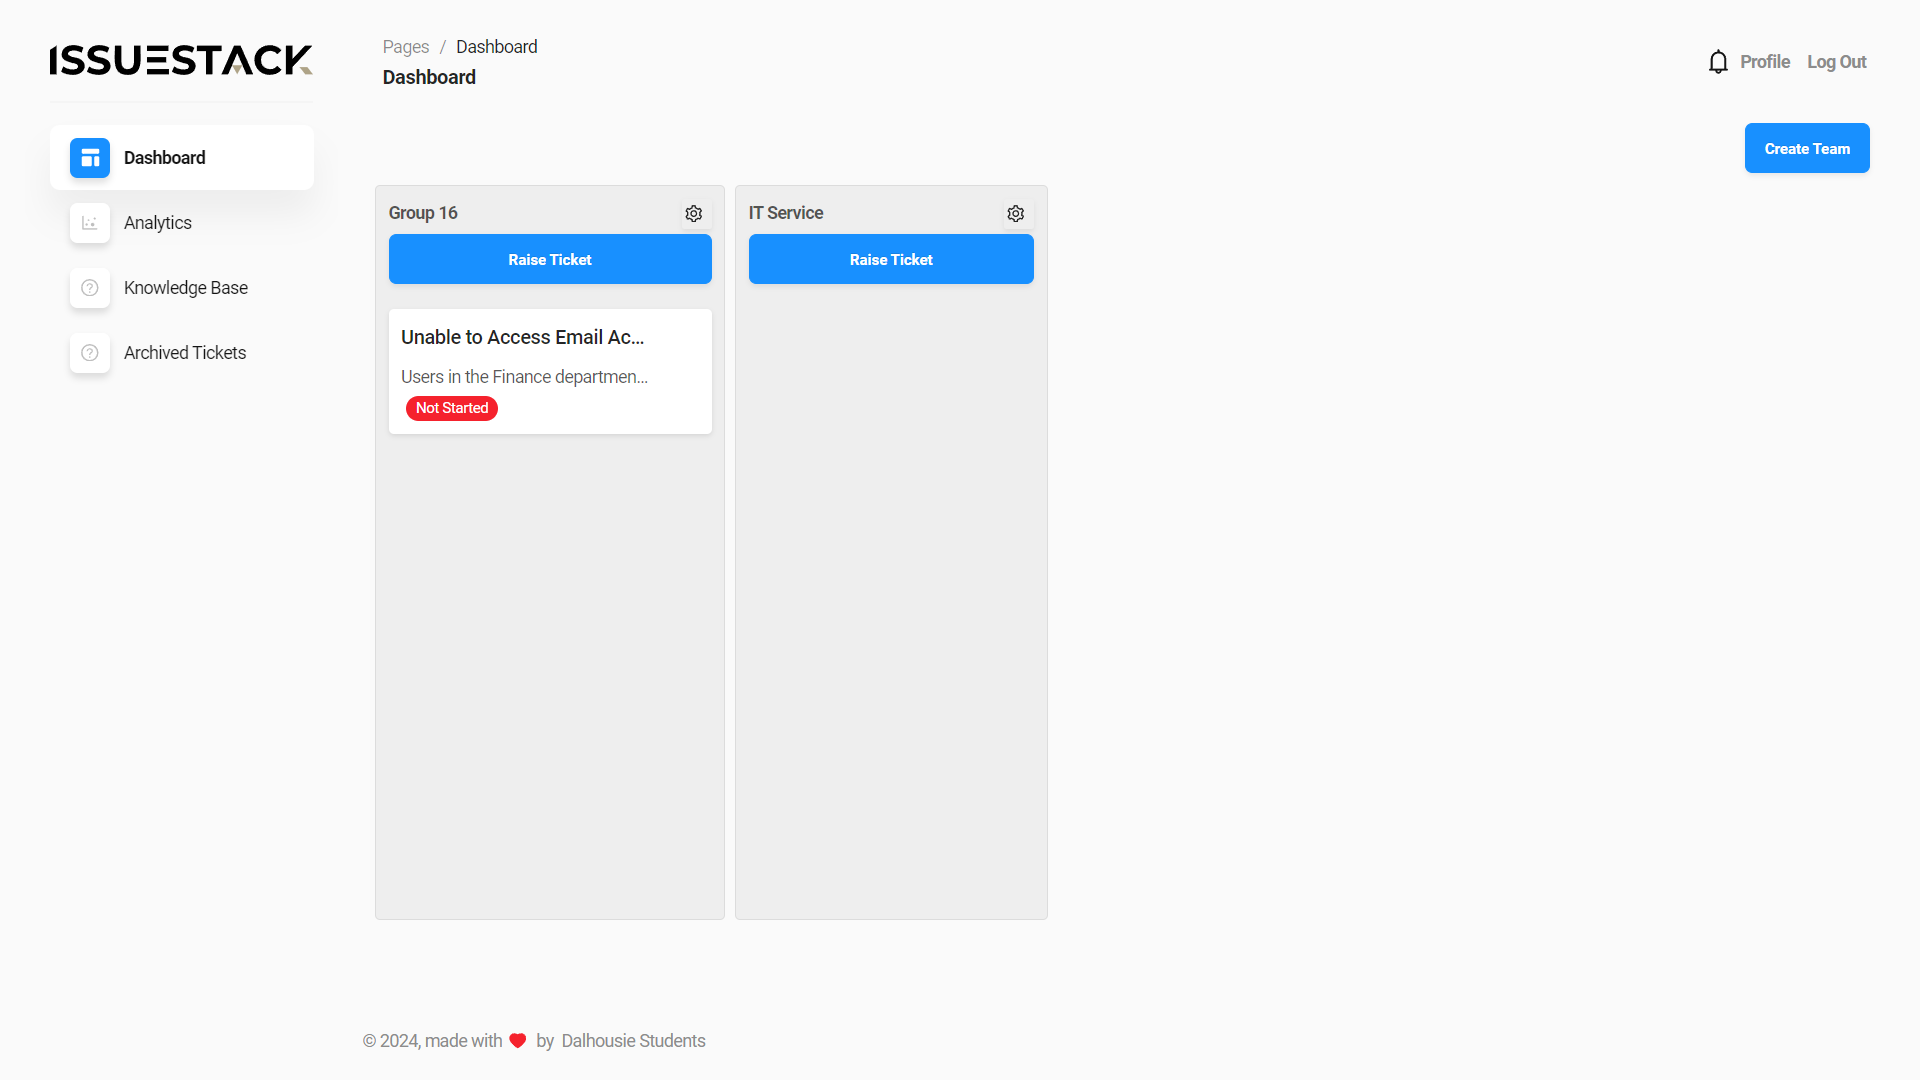 ISSUESTACK
Pages / Dashboard
Dashboard
Profile
Log Out
Dashboard
Analytics
Knowledge Base
Archived Tickets
Create Team
Group 16
Raise Ticket
Unable to Access Email Ac...
Users in the Finance departmen...
Not Started
IT Service
Raise Ticket
© 2024, made with ❤ by Dalhousie Students